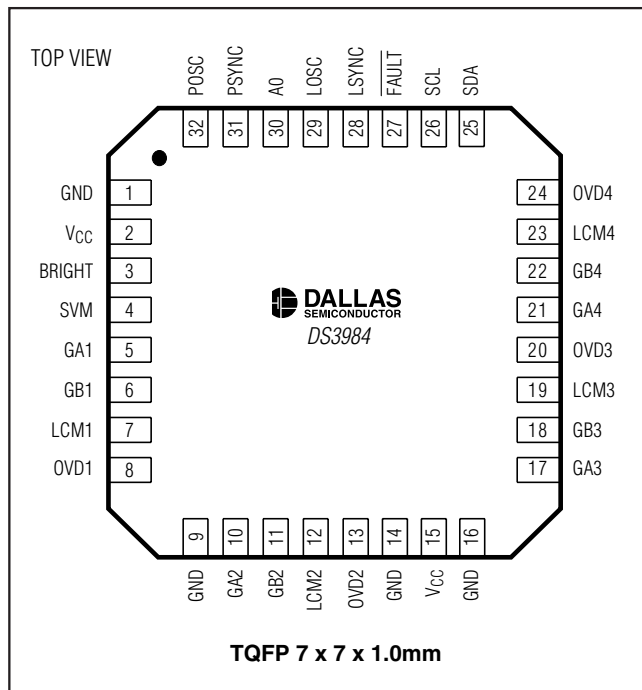 TOP VIEW
POSC
PSYNC
A0
LOSC
LSYNC
FAULT
SCL
SDA
32
31
30
29
28
27
26
25
GND
1
VCC
2
BRIGHT
3
SVM
4
GA1
5
GB1
6
LCM1
7
OVD1
8
24
OVD4
23
LCM4
22
GB4
21
GA4
20
OVD3
19
LCM3
18
GB3
17
GA3
DALLAS
SEMICONDUCTOR
DS3984
9
10
11
12
13
14
15
16
GND
GA2
GB2
LCM2
OVD2
GND
VCC
GND
TQFP 7 x 7 x 1.0mm